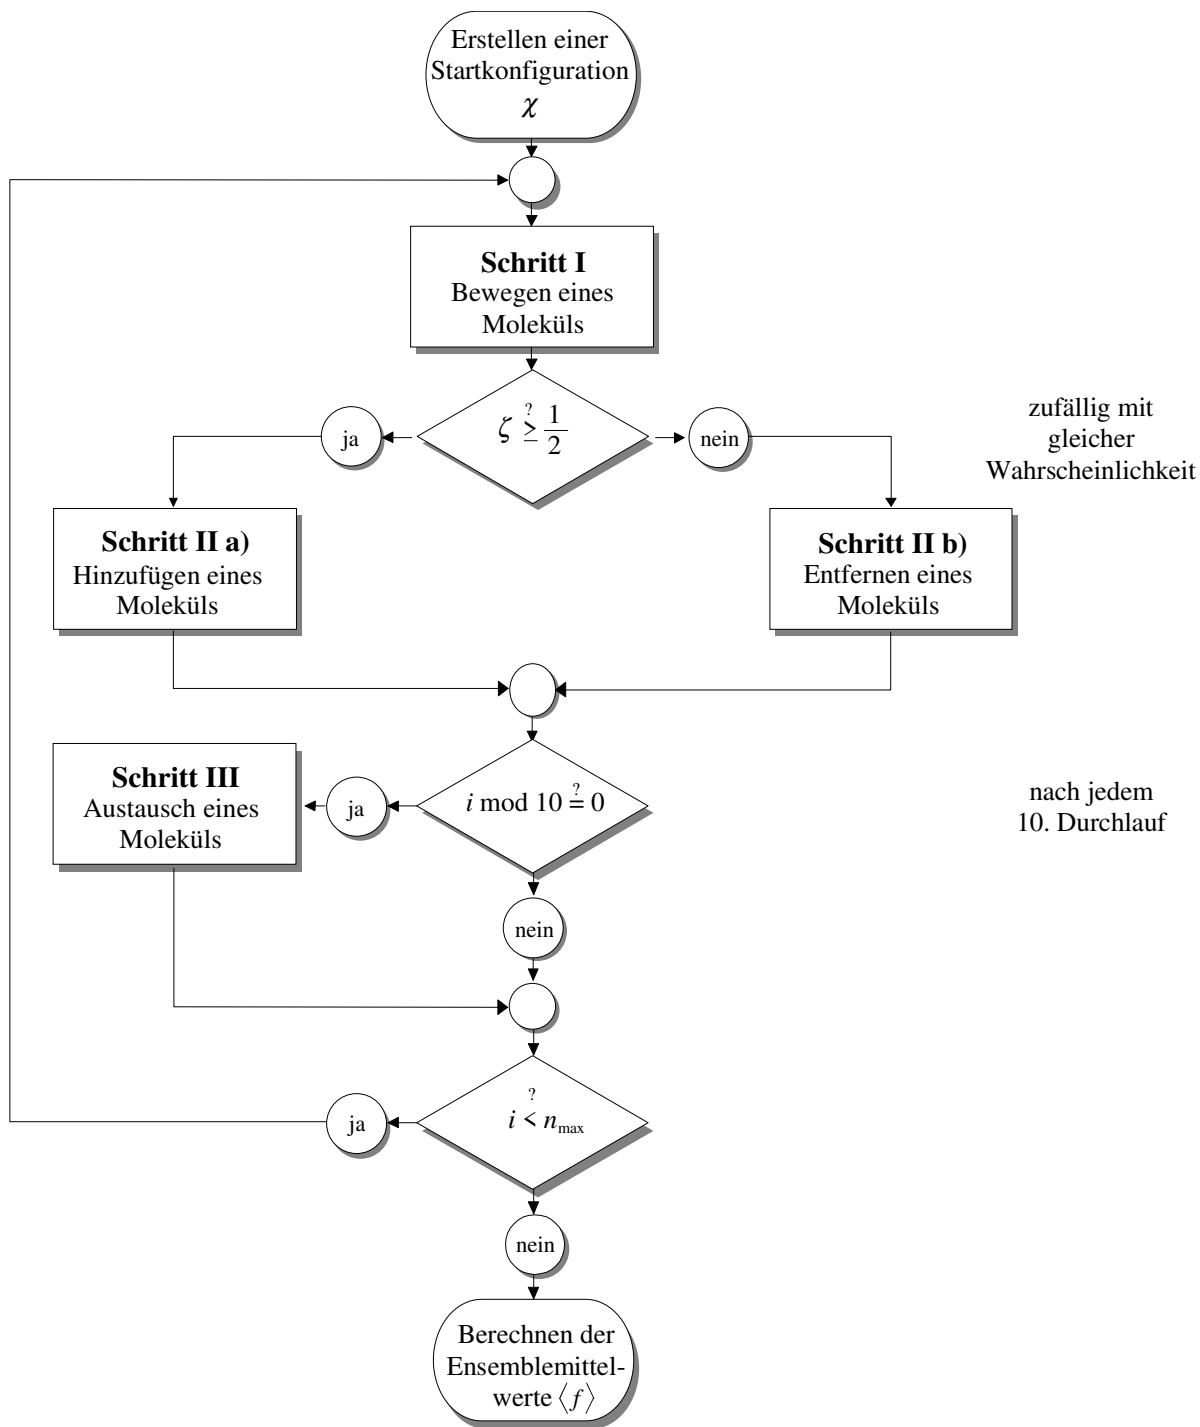 Erstellen einer
Startkonfiguration
χ
Schritt I
Bewegen eines
Moleküls
ja
ζ ≥? 1/2
nein
zufällig mit
gleicher
Wahrscheinlichkeit
Schritt II a)
Hinzufügen eines
Moleküls
Schritt II b)
Entfernen eines
Moleküls
Schritt III
Austausch eines
Moleküls
ja
i mod 10 =? 0
nach jedem
10. Durchlauf
nein
ja
i <? n_max
nein
Berechnen der
Ensemblemittel-
werte ⟨f⟩